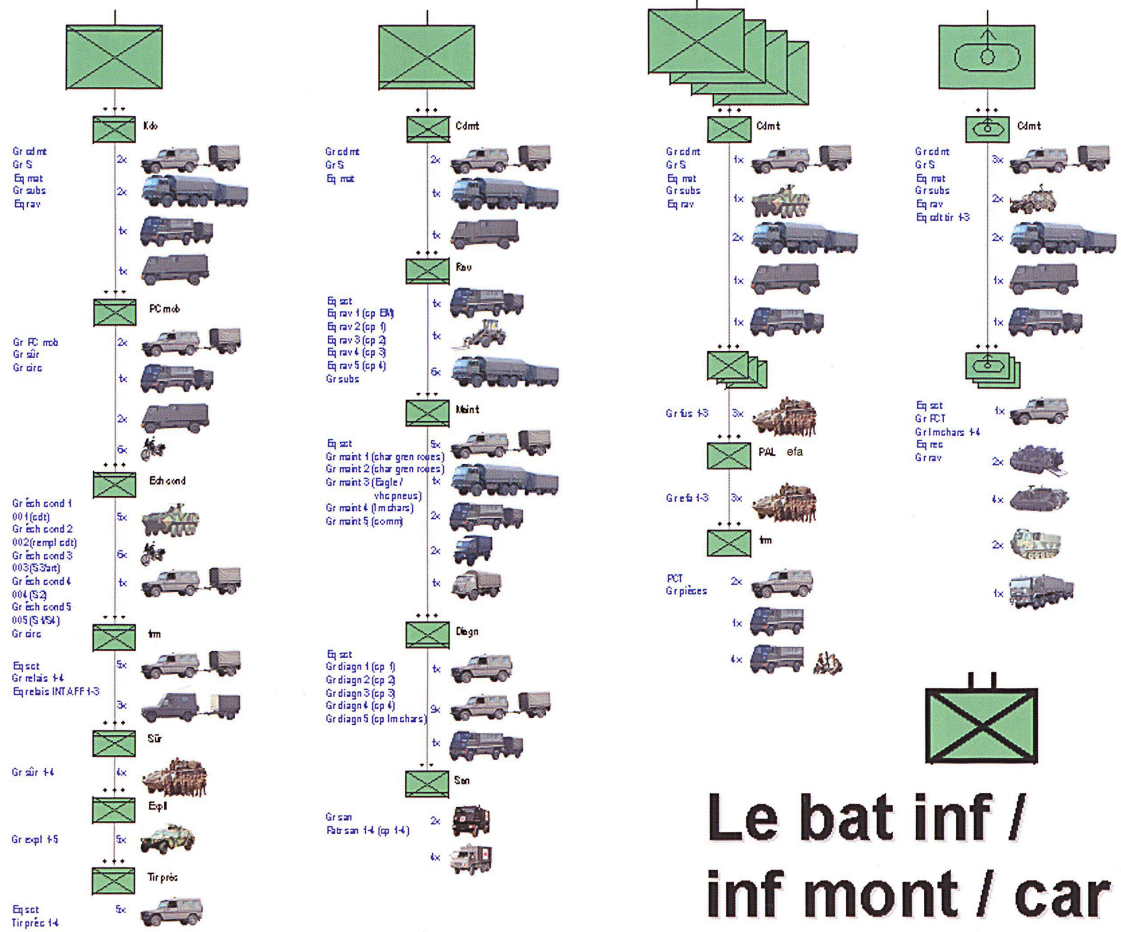 Kdo
Gr cdmt
Gr S
Eq mat
Gr subs
Eq rav
2x
2x
1x
1x
PC mob
Gr PC mob
Gr sûr
Gr circ
2x
1x
2x
6x
Ech cond
Gr éch cond 1
001 (cdt)
Gr éch cond 2
002 (rempl cdt)
Gr éch cond 3
003 (S3/art)
Gr éch cond 4
004 (S2)
Gr éch cond 5
005 (S1/S4)
Gr circ
5x
6x
1x
trm
Eq sct
Gr relais 1-4
Eq relais INTAFF 1-3
5x
3x
Sûr
Gr sûr 1-4
4x
Expl
Gr expl 1-5
5x
Tir préc
Eq sct
Tir préc 1-4
5x
Cdmt
Gr cdmt
Gr S
Eq mat
2x
1x
1x
Rav
Eq sct
Eq rav 1 (cp EM)
Eq rav 2 (cp 1)
Eq rav 3 (cp 2)
Eq rav 4 (cp 3)
Eq rav 5 (cp 4)
Gr subs
1x
1x
6x
Maint
Eq sct
Gr maint 1 (char gren roues)
Gr maint 2 (char gren roues)
Gr maint 3 (Eagle /
vhc pneus)
Gr maint 4 (lm chars)
Gr maint 5 (comm)
5x
1x
2x
2x
1x
Diagn
Eq sct
Gr diagn 1 (cp 1)
Gr diagn 2 (cp 2)
Gr diagn 3 (cp 3)
Gr diagn 4 (cp 4)
Gr diagn 5 (cp lm chars)
1x
9x
1x
San
Gr san
Patr san 1-4 (cp 1-4)
2x
4x
Cdmt
Gr cdmt
Gr S
Eq mat
Gr subs
Eq rav
1x
1x
2x
1x
1x
Gr fus 1-3
3x
PAL efa
Gr efa 1-3
3x
trm
PCT
Gr pièces
2x
1x
4x
Cdmt
Gr cdmt
Gr S
Eq mat
Gr subs
Eq rav
Eq cdt tir 1-3
3x
2x
2x
1x
1x
Eq sct
Gr PCT
Gr lm chars 1-4
Eq rec
Gr rav
1x
2x
4x
2x
1x
Le bat inf /
inf mont / car